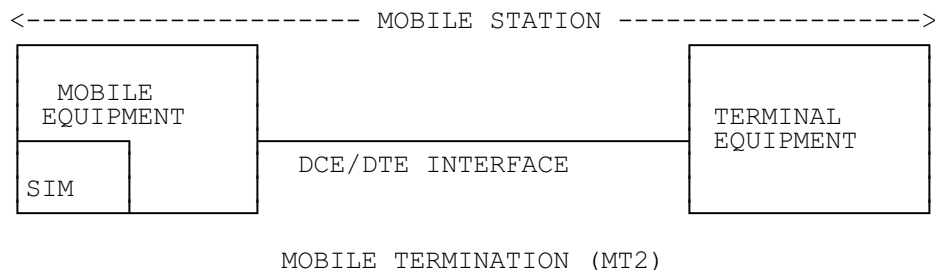 <--------------------- MOBILE STATION ------------------->
MOBILE
EQUIPMENT
SIM
DCE/DTE INTERFACE
TERMINAL
EQUIPMENT
MOBILE TERMINATION (MT2)